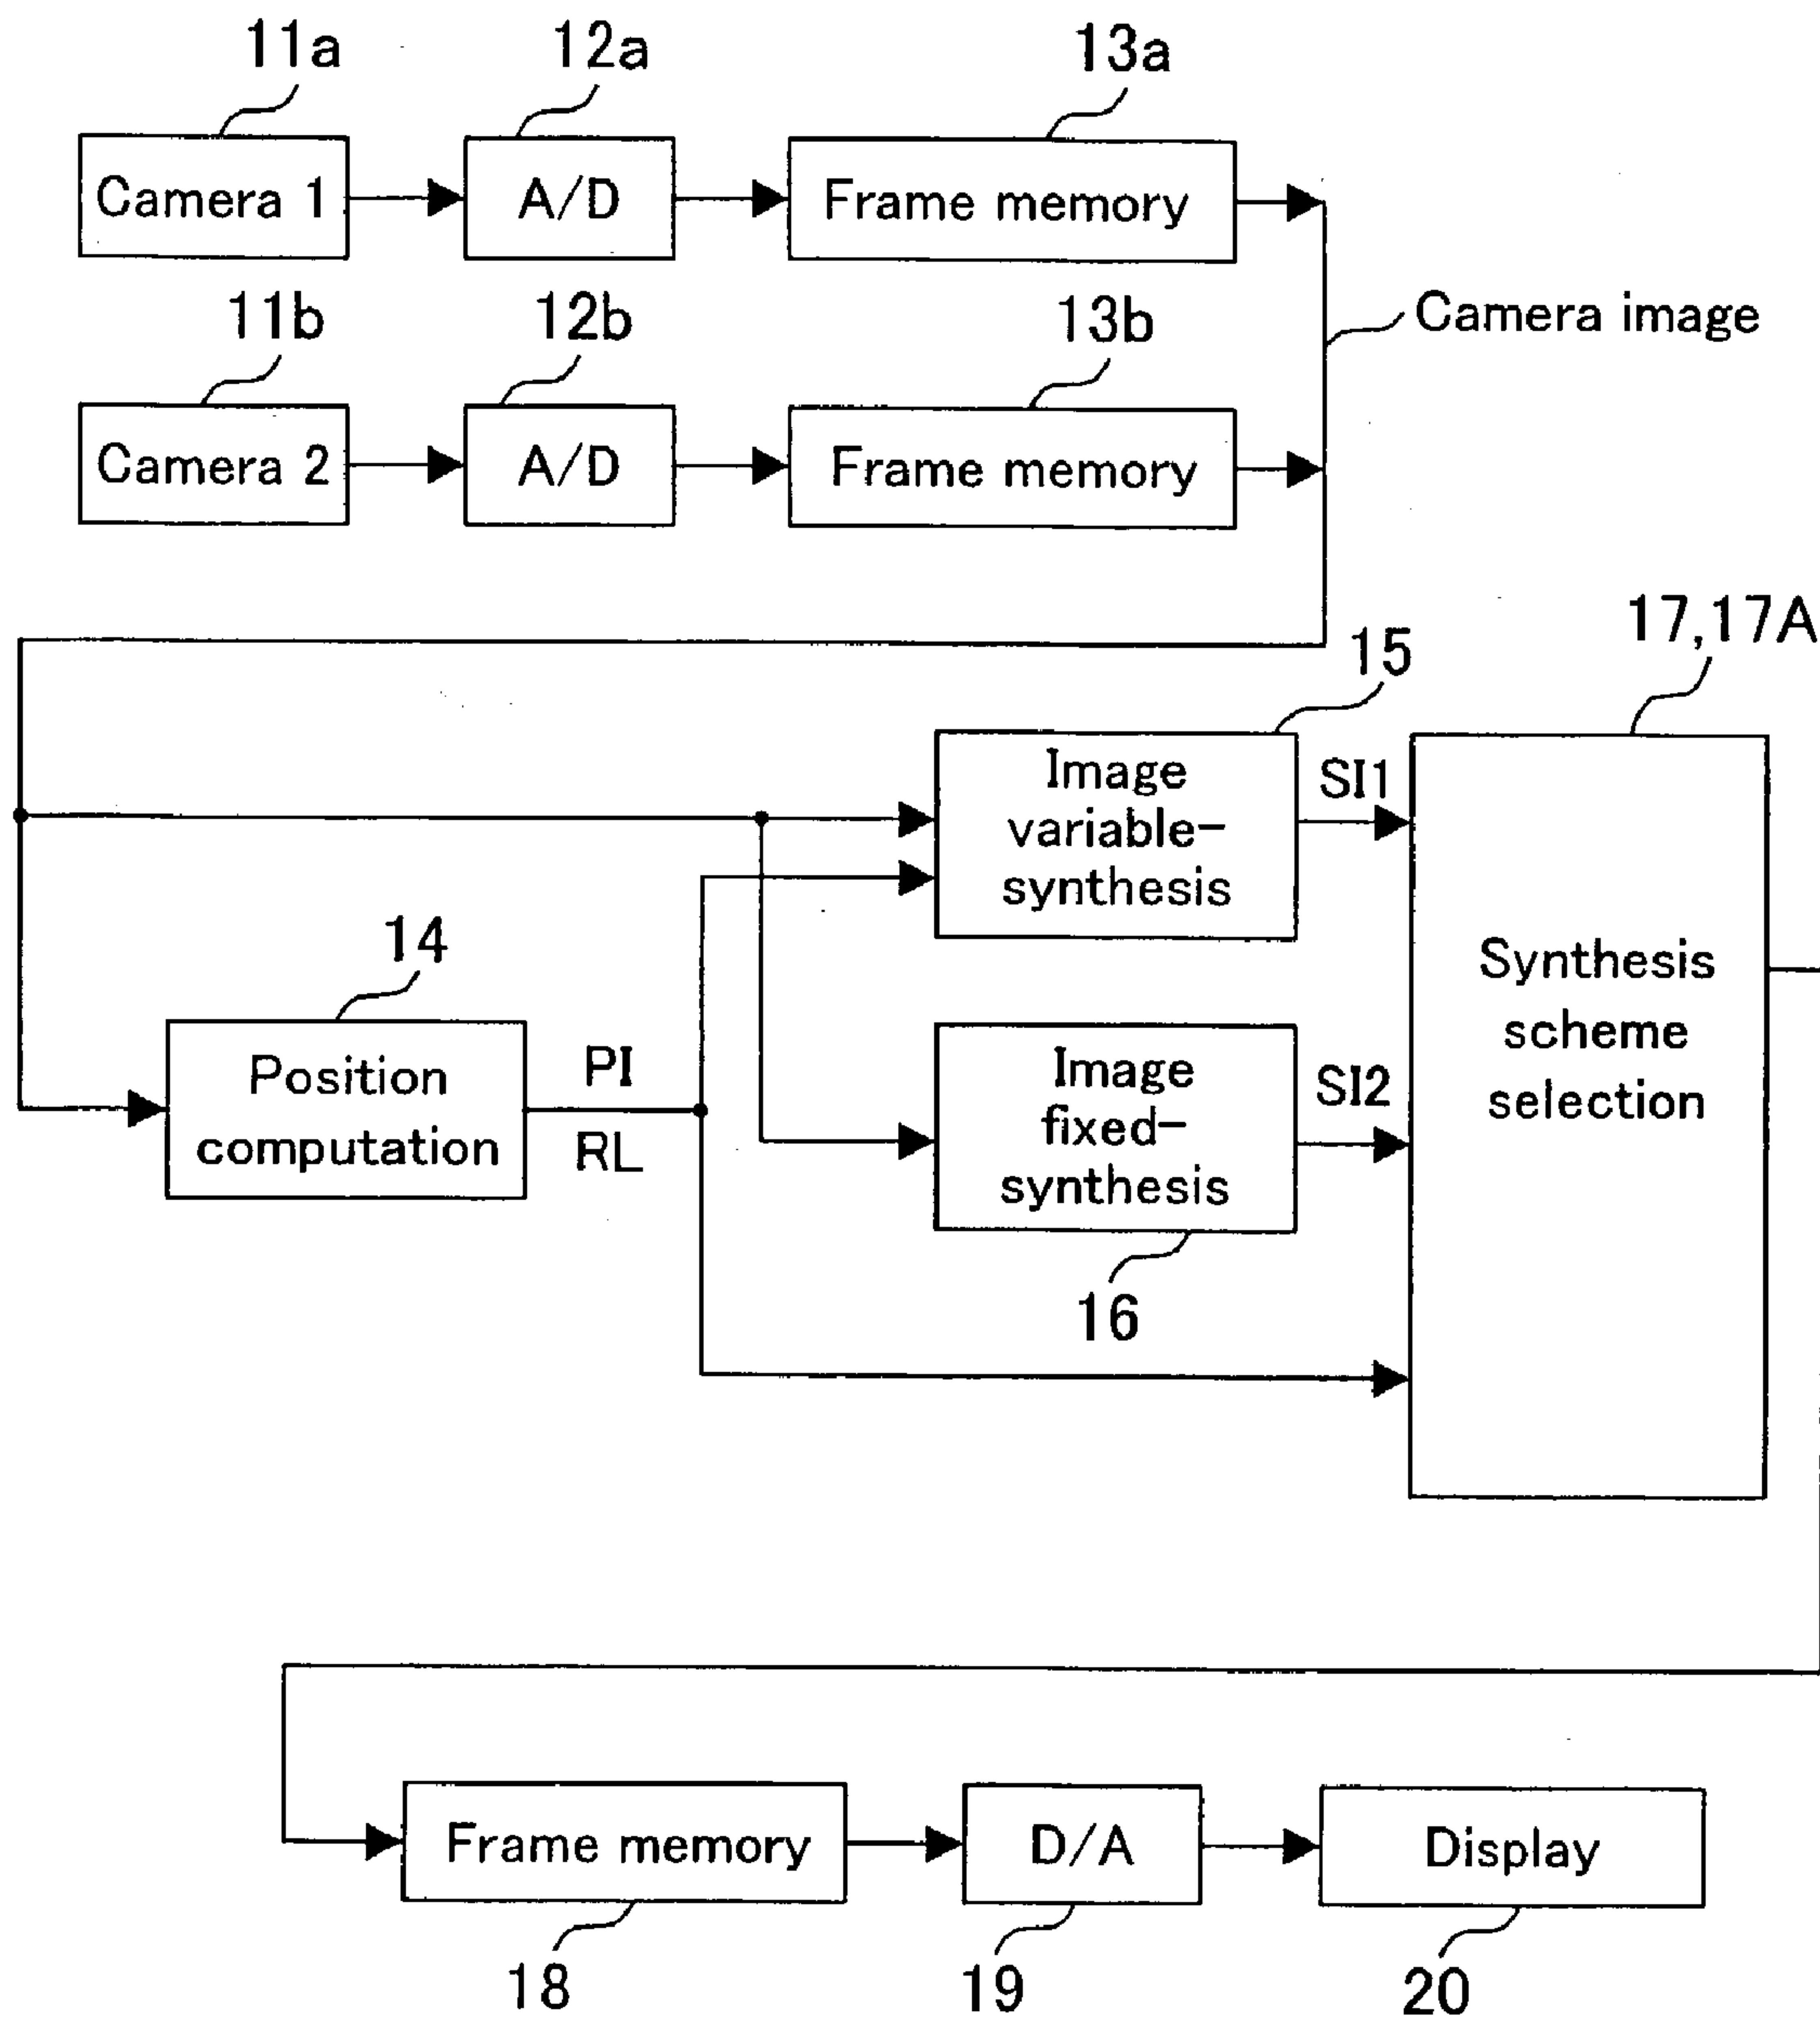 11a
12a
13a
Camera 1
A/D
Frame memory
11b
12b
13b
Camera image
Camera 2
A/D
Frame memory
17,17A
15
Image
variable-
synthesis
SI1
14
Position
computation
PI
RL
Image
fixed-
synthesis
SI2
16
Synthesis
scheme
selection
Frame memory
D/A
Display
18
19
20